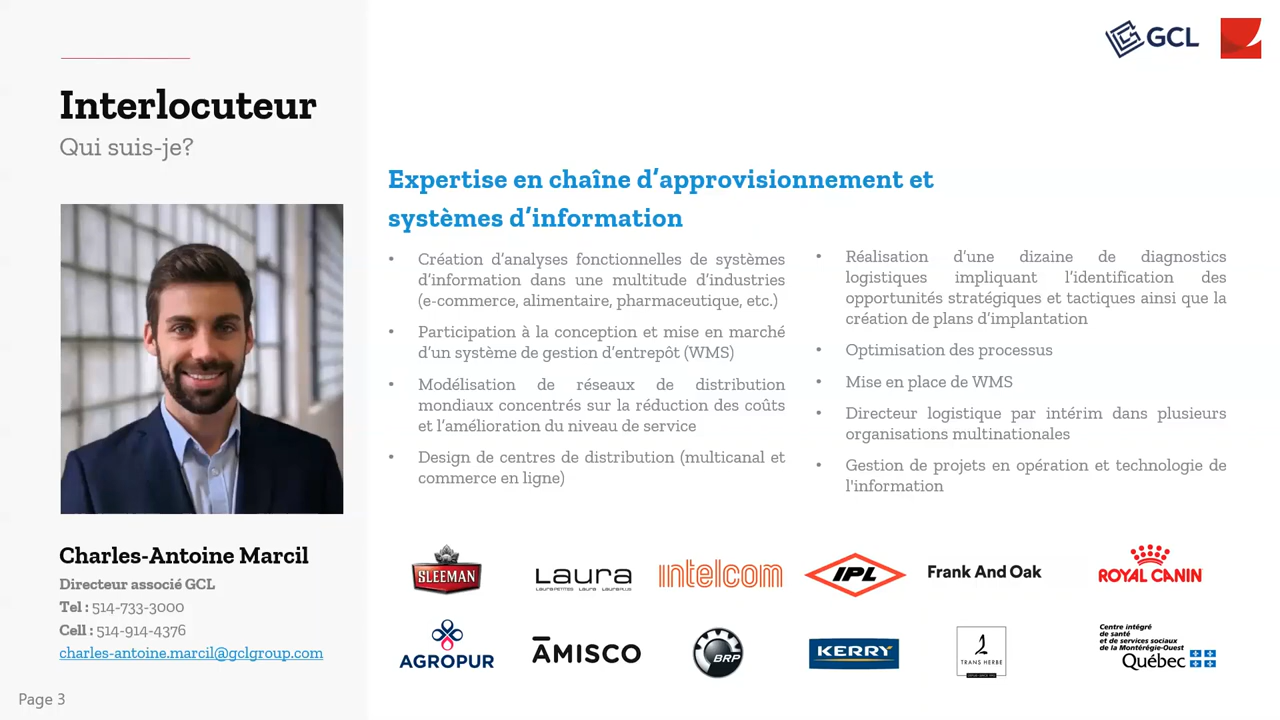 GCL
Interlocuteur
Qui suis-je?
Expertise en chaîne d’approvisionnement et
systèmes d’information
• Création d’analyses fonctionnelles de systèmes
d’information dans une multitude d’industries
(e-commerce, alimentaire, pharmaceutique, etc.)
• Participation à la conception et mise en marché
d’un système de gestion d’entrepôt (WMS)
• Modélisation de réseaux de distribution
mondiaux concentrés sur la réduction des coûts
et l’amélioration du niveau de service
• Design de centres de distribution (multicanal et
commerce en ligne)
• Réalisation d’une dizaine de diagnostics
logistiques impliquant l’identification des
opportunités stratégiques et tactiques ainsi que la
création de plans d’implantation
• Optimisation des processus
• Mise en place de WMS
• Directeur logistique par intérim dans plusieurs
organisations multinationales
• Gestion de projets en opération et technologie de
l'information
Charles-Antoine Marcil
Directeur associé GCL
Tel : 514-733-3000
Cell : 514-914-4376
charles-antoine.marcil@gclgroup.com
SLEEMAN
LAURA
LAURA PETITES LAURA LAURA PLUS
intelcom
IPL
Frank And Oak
ROYAL CANIN
AGROPUR
AMISCO
BRP
KERRY
TRANS HERBE
Centre intégré
de santé
et de services sociaux
de la Montérégie-Ouest
Québec
Page 3